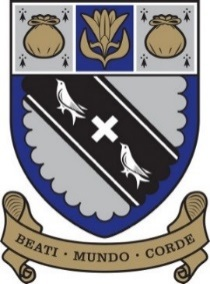 BEATI · MUNDO · CORDE